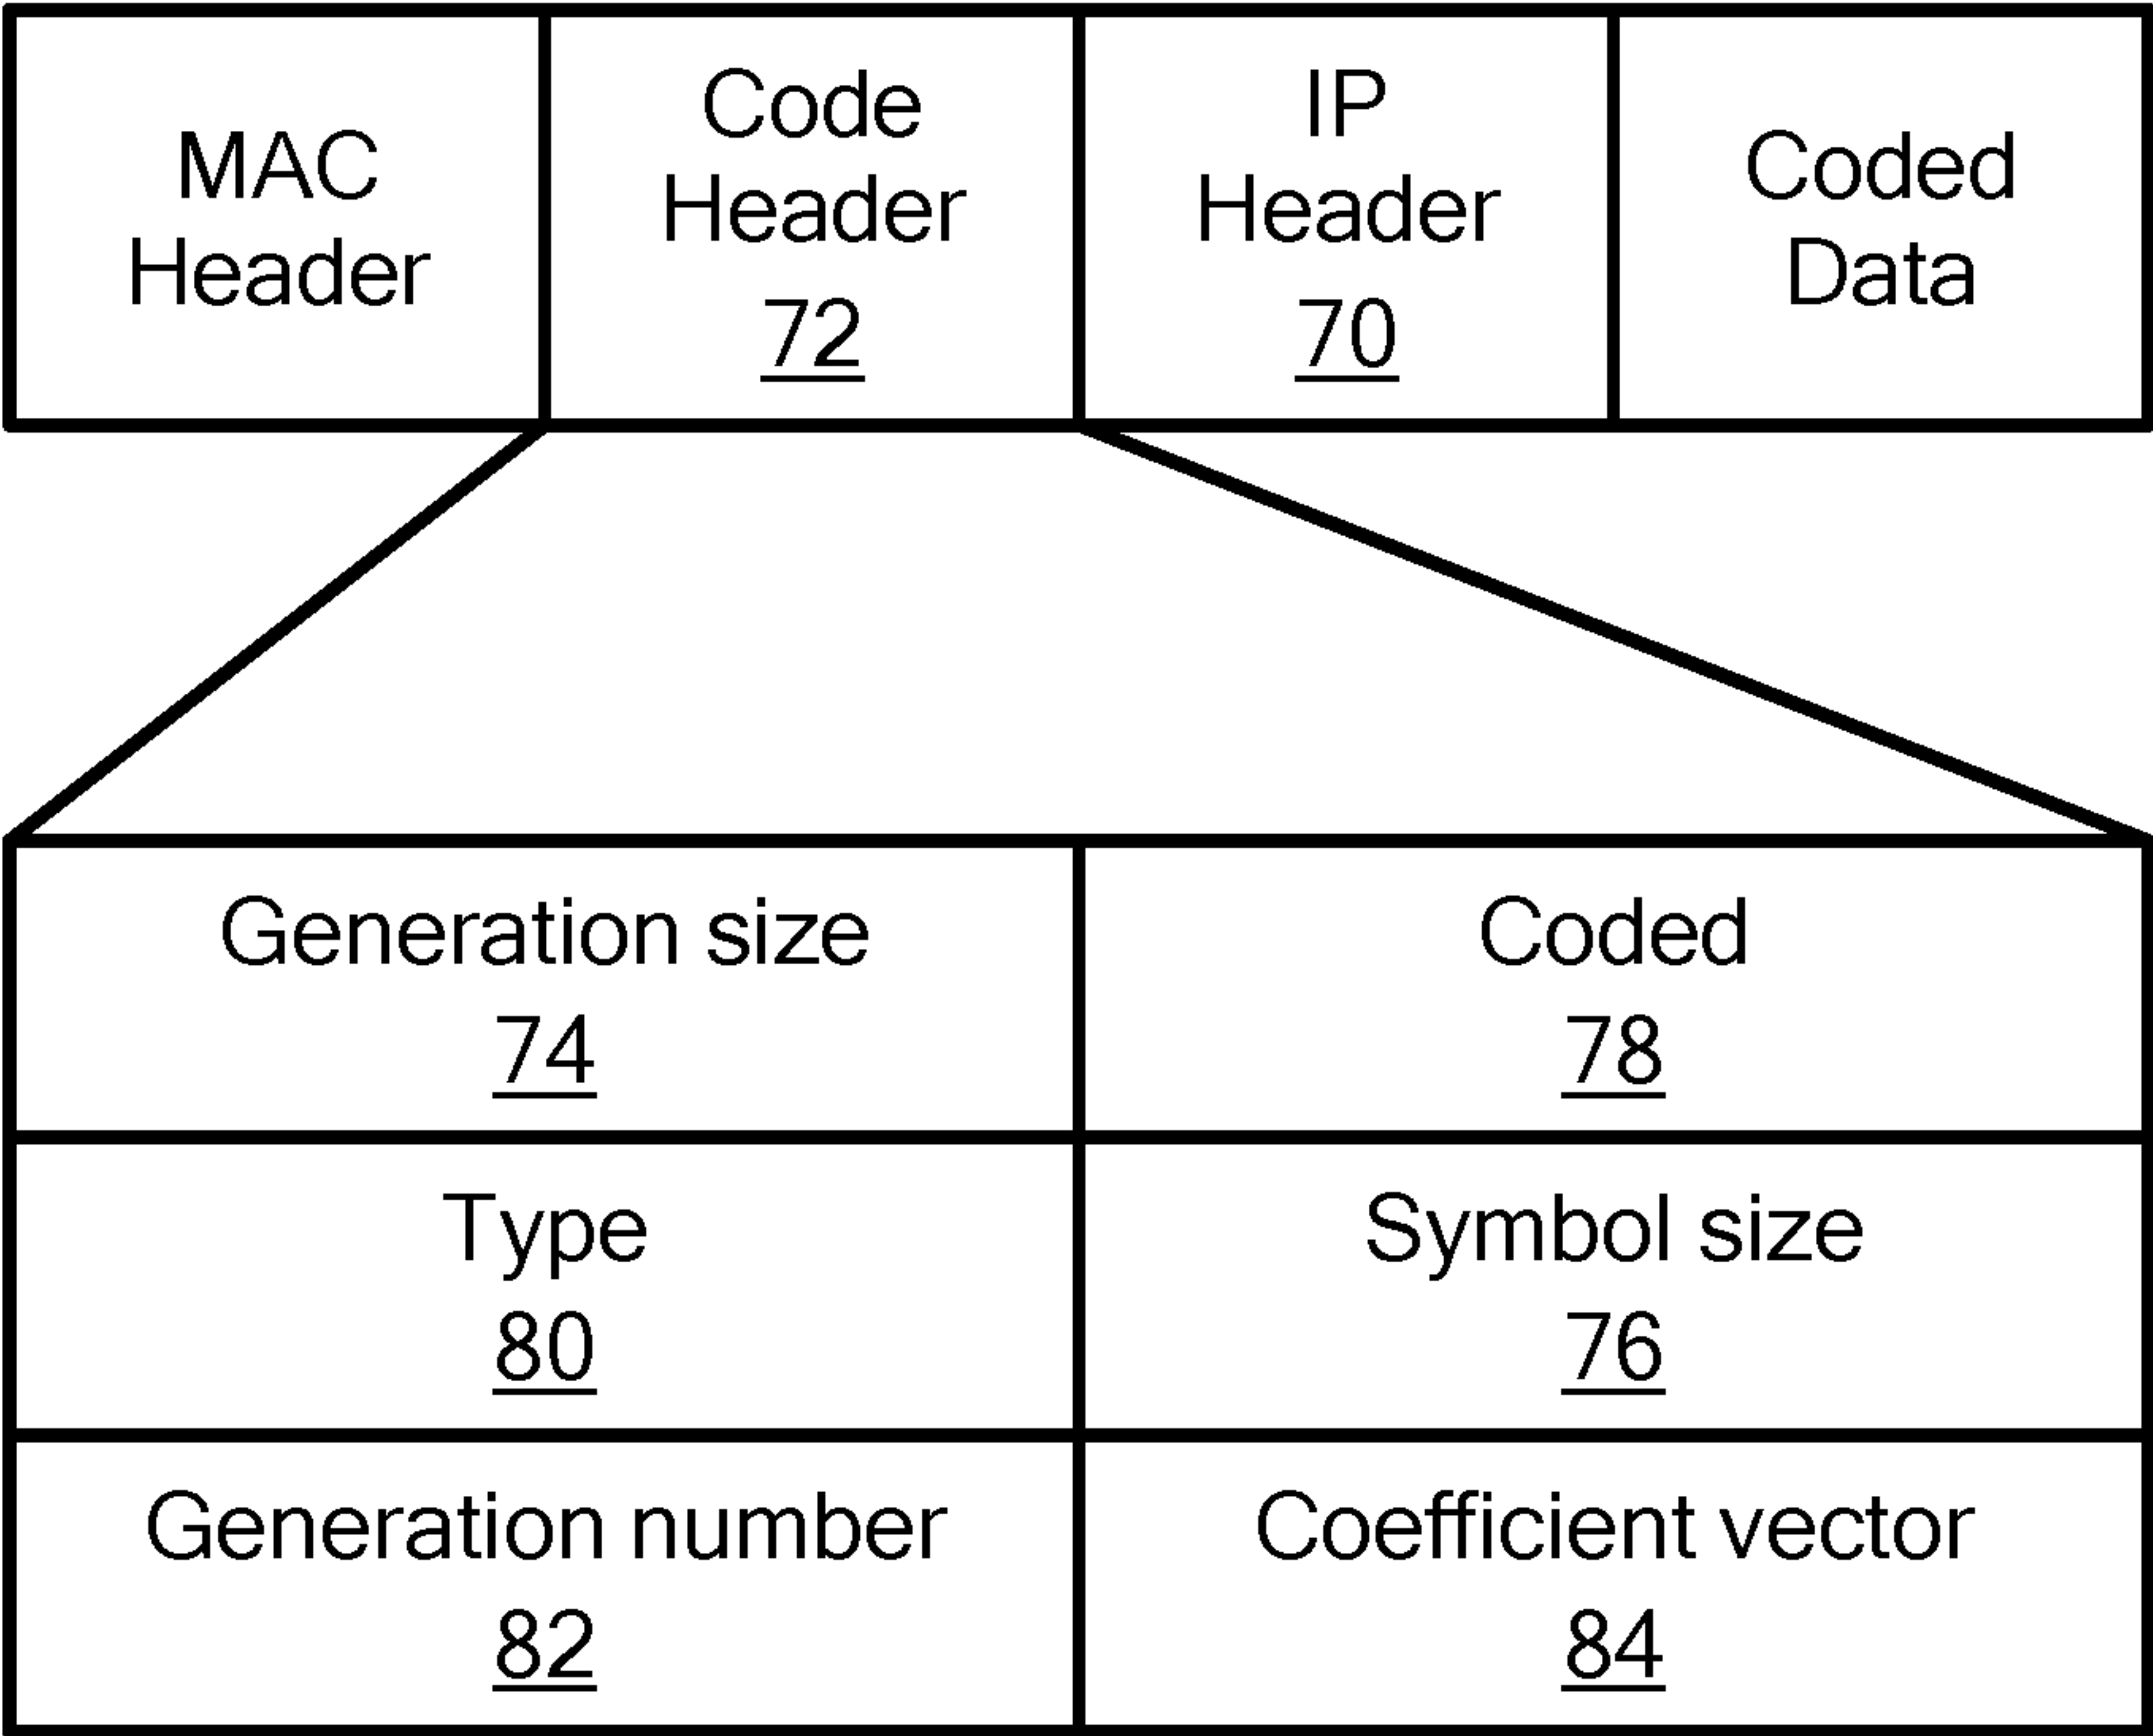 MAC
Header
Code
Header
72
IP
Header
70
Coded
Data
Generation size
74
Coded
78
Type
80
Symbol size
76
Generation number
82
Coefficient vector
84